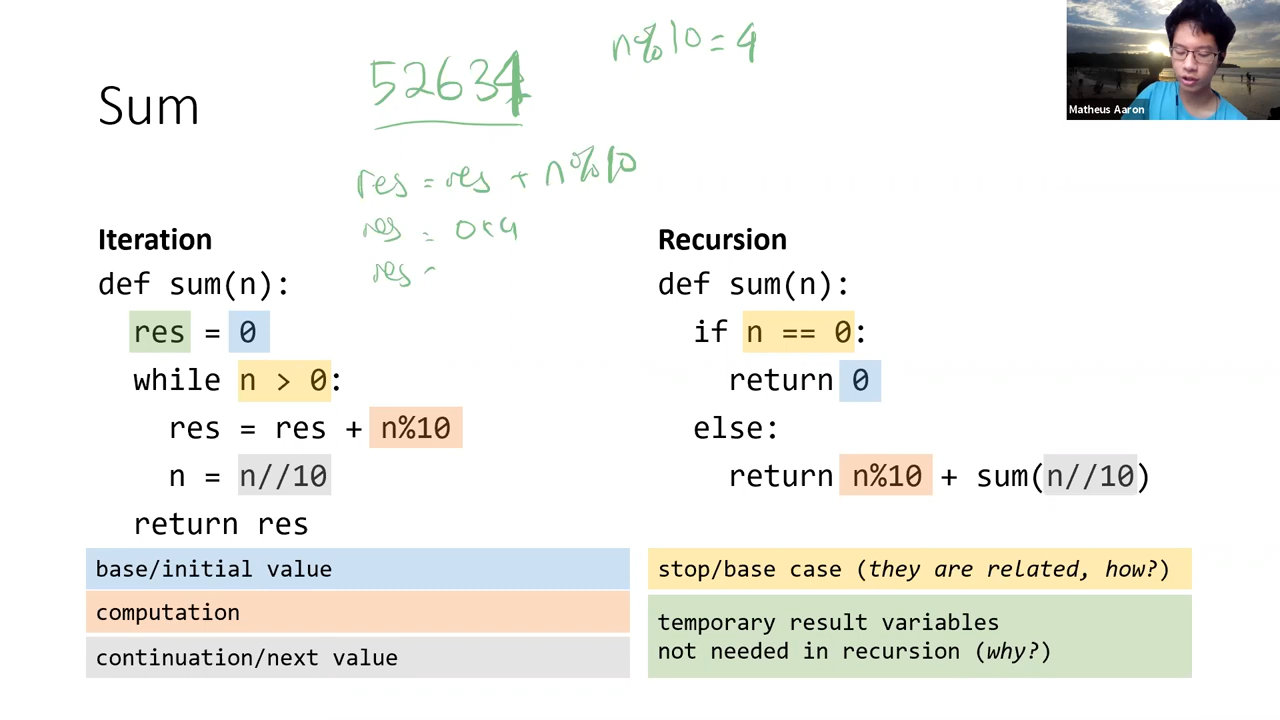 Sum
52634
n%10 = 4
res = res + n%10
res = 0+4
res =
Matheus Aaron
Iteration
def sum(n):
res = 0
while n > 0:
res = res + n%10
n = n//10
return res
Recursion
def sum(n):
if n == 0:
return 0
else:
return n%10 + sum(n//10)
base/initial value
computation
continuation/next value
stop/base case (they are related, how?)
temporary result variables
not needed in recursion (why?)